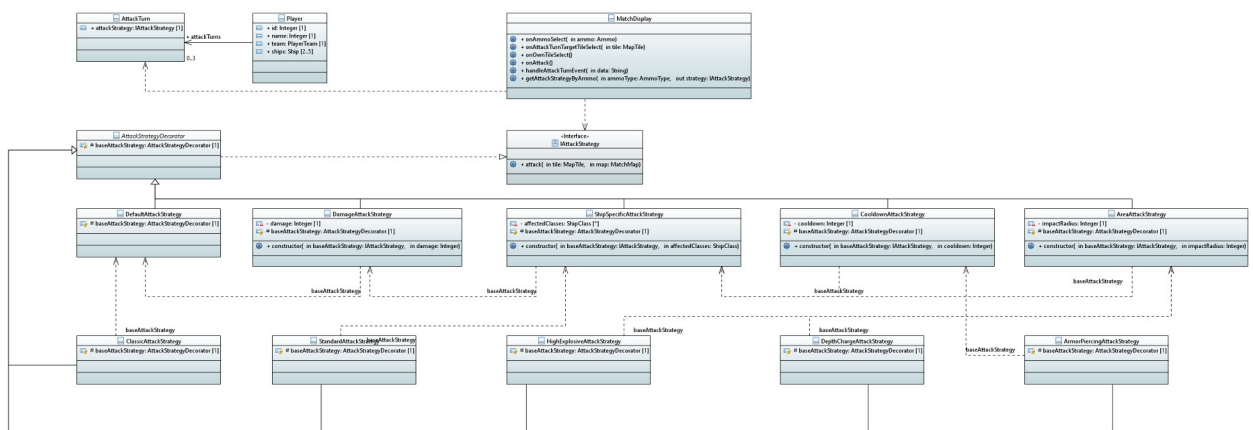 AttackTurn
+ attackStrategy: IAttackStrategy [1]
+ attackTurns
0..3
Player
+ id: Integer [1]
+ name: Integer [1]
+ team: PlayerTeam [1]
+ ships: Ship [2..5]
MatchDisplay
+ onAmmoSelect( in ammo: Ammo)
+ onAttackTurnTargetTileSelect( in tile: MapTile)
+ onOwnTileSelect()
+ onAttack()
+ handleAttackTurnEvent( in data: String)
+ getAttackStrategyByAmmo( in ammoType: AmmoType, out strategy: IAttackStrategy)
AttackStrategyDecorator
# baseAttackStrategy: AttackStrategyDecorator [1]
«Interface»
IAttackStrategy
+ attack( in tile: MapTile, in map: MatchMap)
DefaultAttackStrategy
# baseAttackStrategy: AttackStrategyDecorator [1]
DamageAttackStrategy
- damage: Integer [1]
# baseAttackStrategy: AttackStrategyDecorator [1]
+ constructor( in baseAttackStrategy: IAttackStrategy, in damage: Integer)
ShipSpecificAttackStrategy
- affectedClasses: ShipClass [*]
# baseAttackStrategy: AttackStrategyDecorator [1]
+ constructor( in baseAttackStrategy: IAttackStrategy, in affectedClasses: ShipClass)
CooldownAttackStrategy
- cooldown: Integer [1]
# baseAttackStrategy: AttackStrategyDecorator [1]
+ constructor( in baseAttackStrategy: IAttackStrategy, in cooldown: Integer)
AreaAttackStrategy
- impactRadius: Integer [1]
# baseAttackStrategy: AttackStrategyDecorator [1]
+ constructor( in baseAttackStrategy: IAttackStrategy, in impactRadius: Integer)
baseAttackStrategy
baseAttackStrategy
baseAttackStrategy
baseAttackStrategy
baseAttackStrategy
baseAttackStrategy
baseAttackStrategy
baseAttackStrategy
baseAttackStrategy
ClassicAttackStrategy
# baseAttackStrategy: AttackStrategyDecorator [1]
StandardAttackStrategy
# baseAttackStrategy: AttackStrategyDecorator [1]
HighExplosiveAttackStrategy
# baseAttackStrategy: AttackStrategyDecorator [1]
DepthChargeAttackStrategy
# baseAttackStrategy: AttackStrategyDecorator [1]
ArmorPiercingAttackStrategy
# baseAttackStrategy: AttackStrategyDecorator [1]